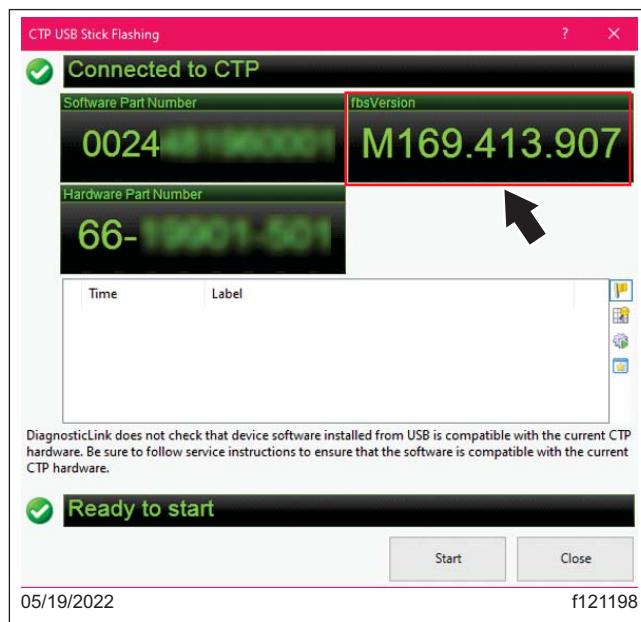 CTP USB Stick Flashing
Connected to CTP
Software Part Number
fbsVersion
0024
M169.413.907
Hardware Part Number
66-
Time Label
DiagnosticLink does not check that device software installed from USB is compatible with the current CTP
hardware. Be sure to follow service instructions to ensure that the software is compatible with the current
CTP hardware.
Ready to start
Start Close
05/19/2022 f121198